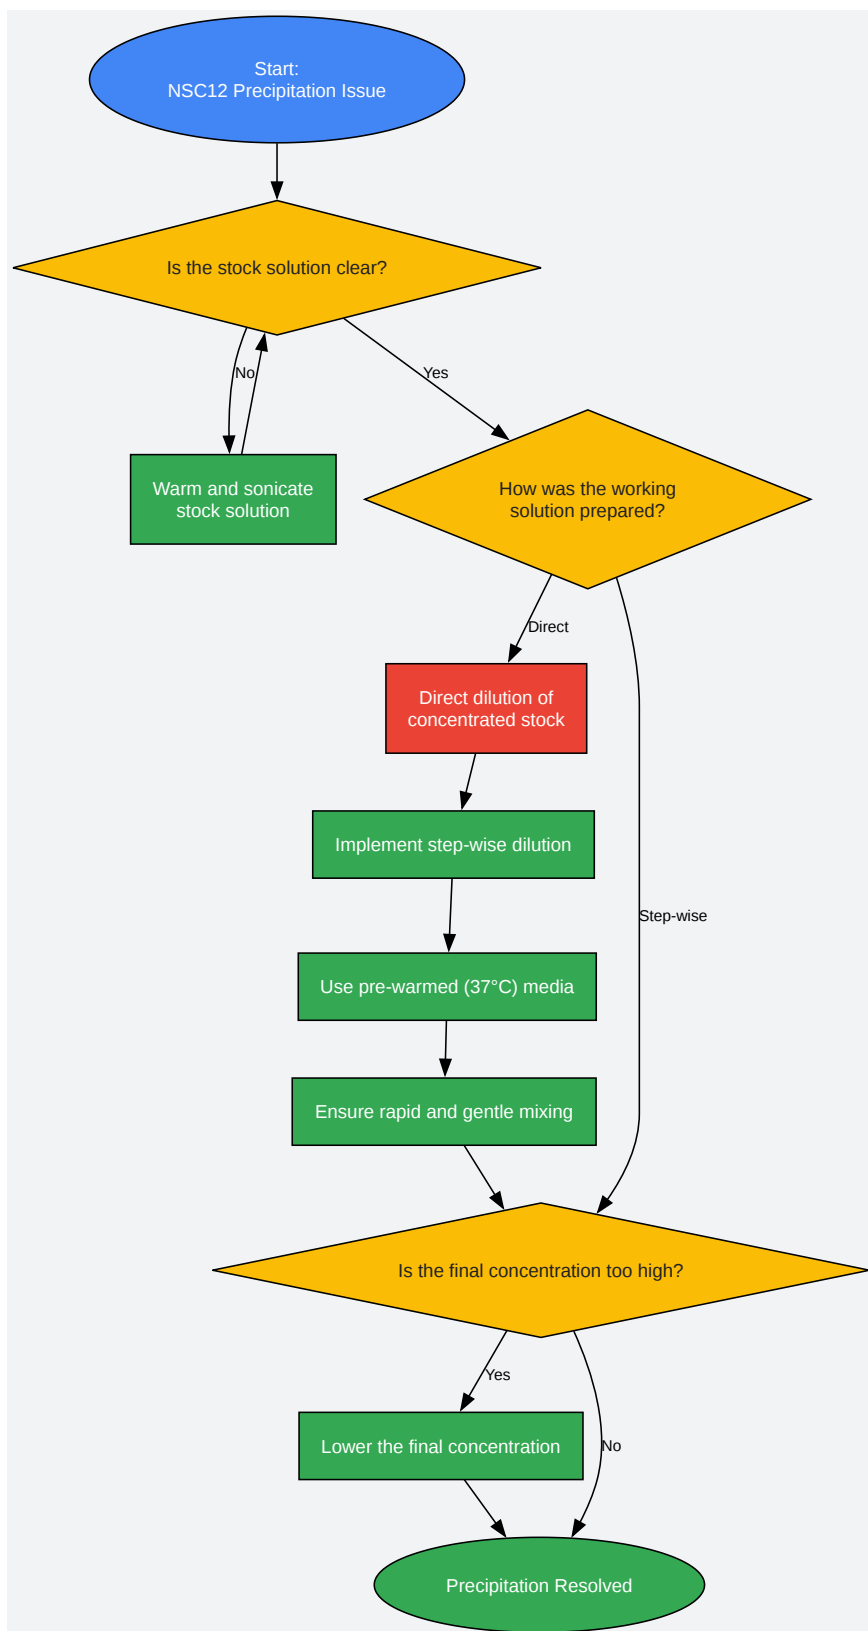 Start:
NSC12 Precipitation Issue
Is the stock solution clear?
No
Yes
Warm and sonicate
stock solution
How was the working
solution prepared?
Direct
Direct dilution of
concentrated stock
Implement step-wise dilution
Step-wise
Use pre-warmed (37°C) media
Ensure rapid and gentle mixing
Is the final concentration too high?
Yes
Lower the final concentration
No
Precipitation Resolved